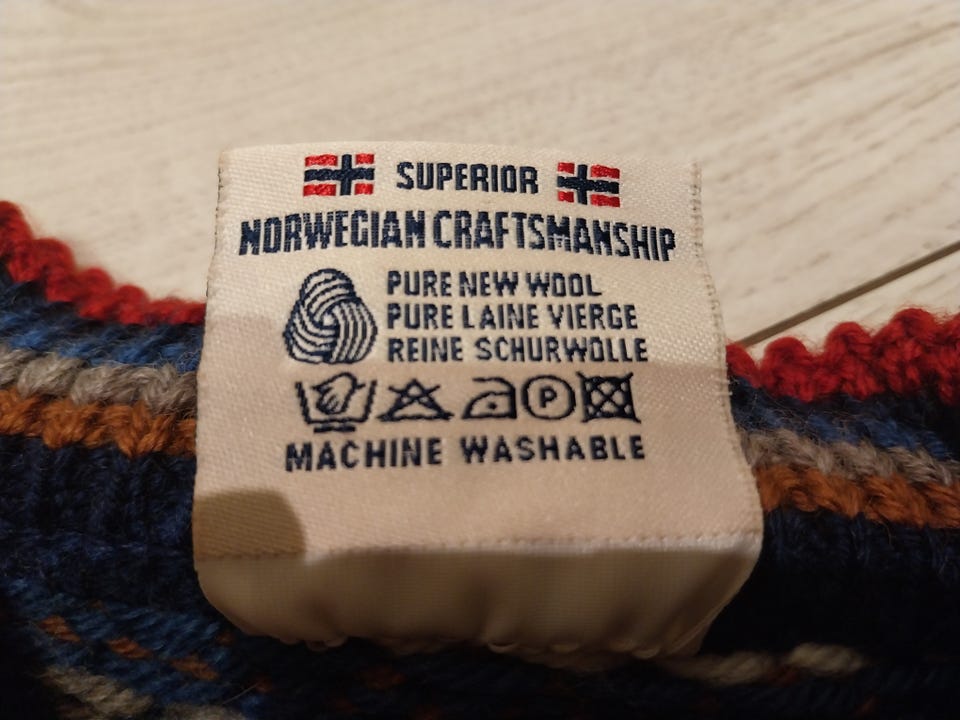 SUPERIOR
NORWEGIAN CRAFTSMANSHIP
PURE NEW WOOL
PURE LAINE VIERGE
REINE SCHURWOLLE
P
MACHINE WASHABLE